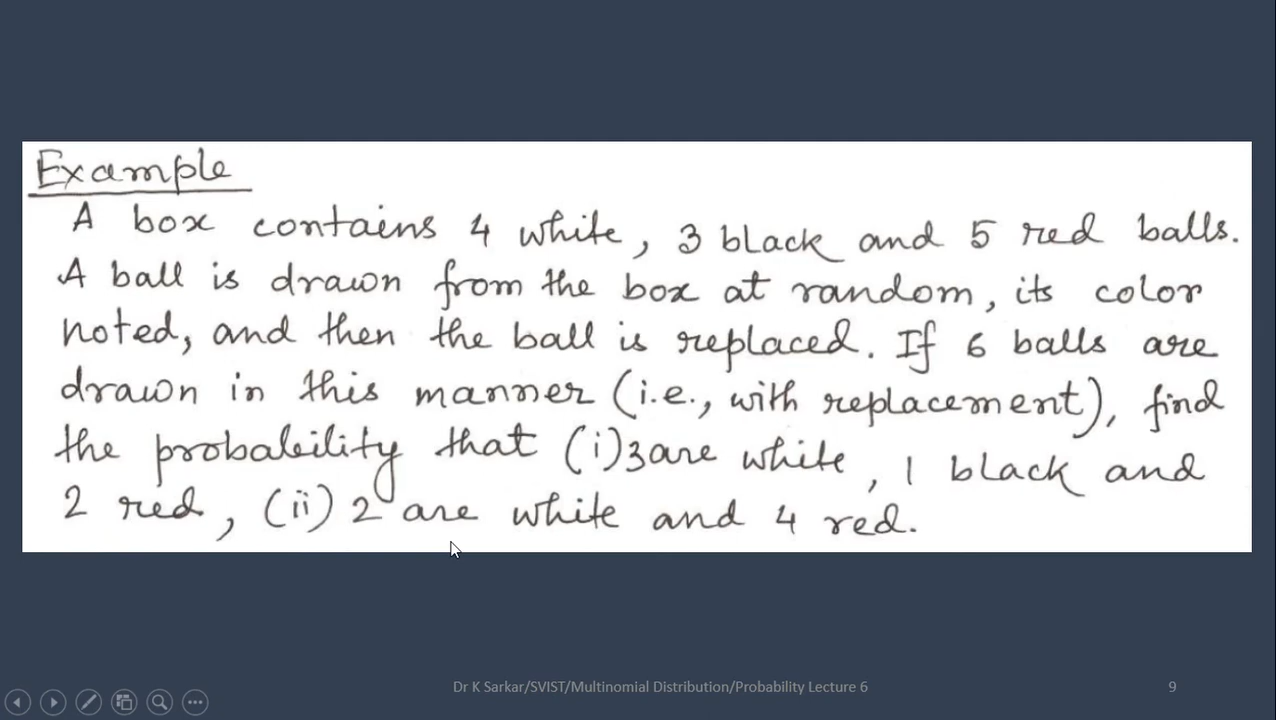 Example
A box contains 4 white, 3 black and 5 red balls.
A ball is drawn from the box at random, its color
noted, and then the ball is replaced. If 6 balls are
drawn in this manner (i.e., with replacement), find
the probability that (i) 3 are white, 1 black and
2 red, (ii) 2 are white and 4 red.
Dr K Sarkar/SVIST/Multinomial Distribution/Probability Lecture 6
9